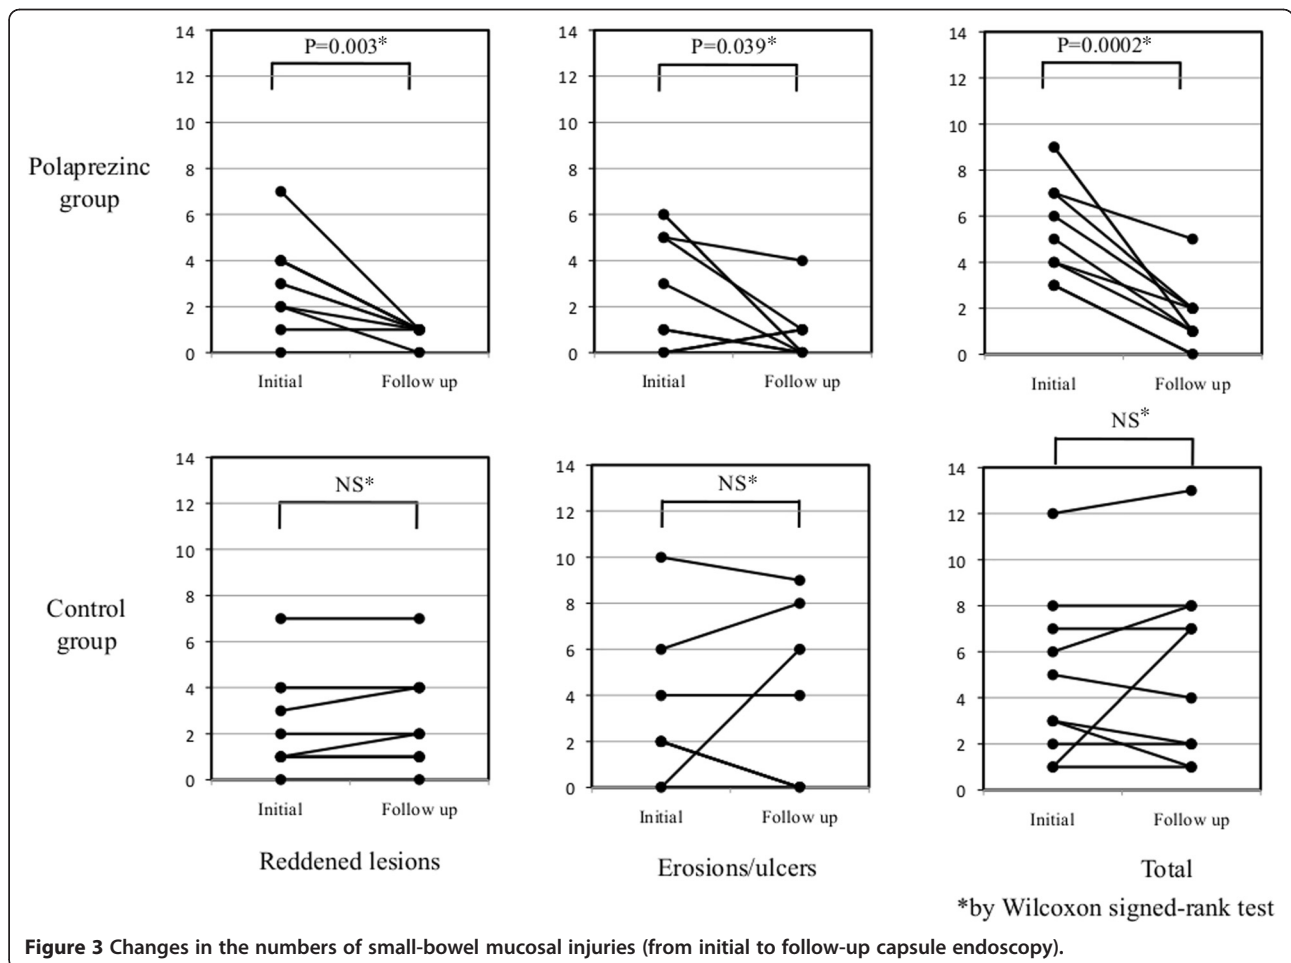 P=0.003*
14
12
10
8
6
4
2
0
Initial Follow up
P=0.039*
14
12
10
8
6
4
2
0
Initial Follow up
P=0.0002*
14
12
10
8
6
4
2
0
Initial Follow up
Polaprezinc
group
NS*
14
12
10
8
6
4
2
0
Initial Follow up
Reddened lesions
NS*
14
12
10
8
6
4
2
0
Initial Follow up
Erosions/ulcers
NS*
14
12
10
8
6
4
2
0
Initial Follow up
Total
Control
group
*by Wilcoxon signed-rank test
Figure 3 Changes in the numbers of small-bowel mucosal injuries (from initial to follow-up capsule endoscopy).